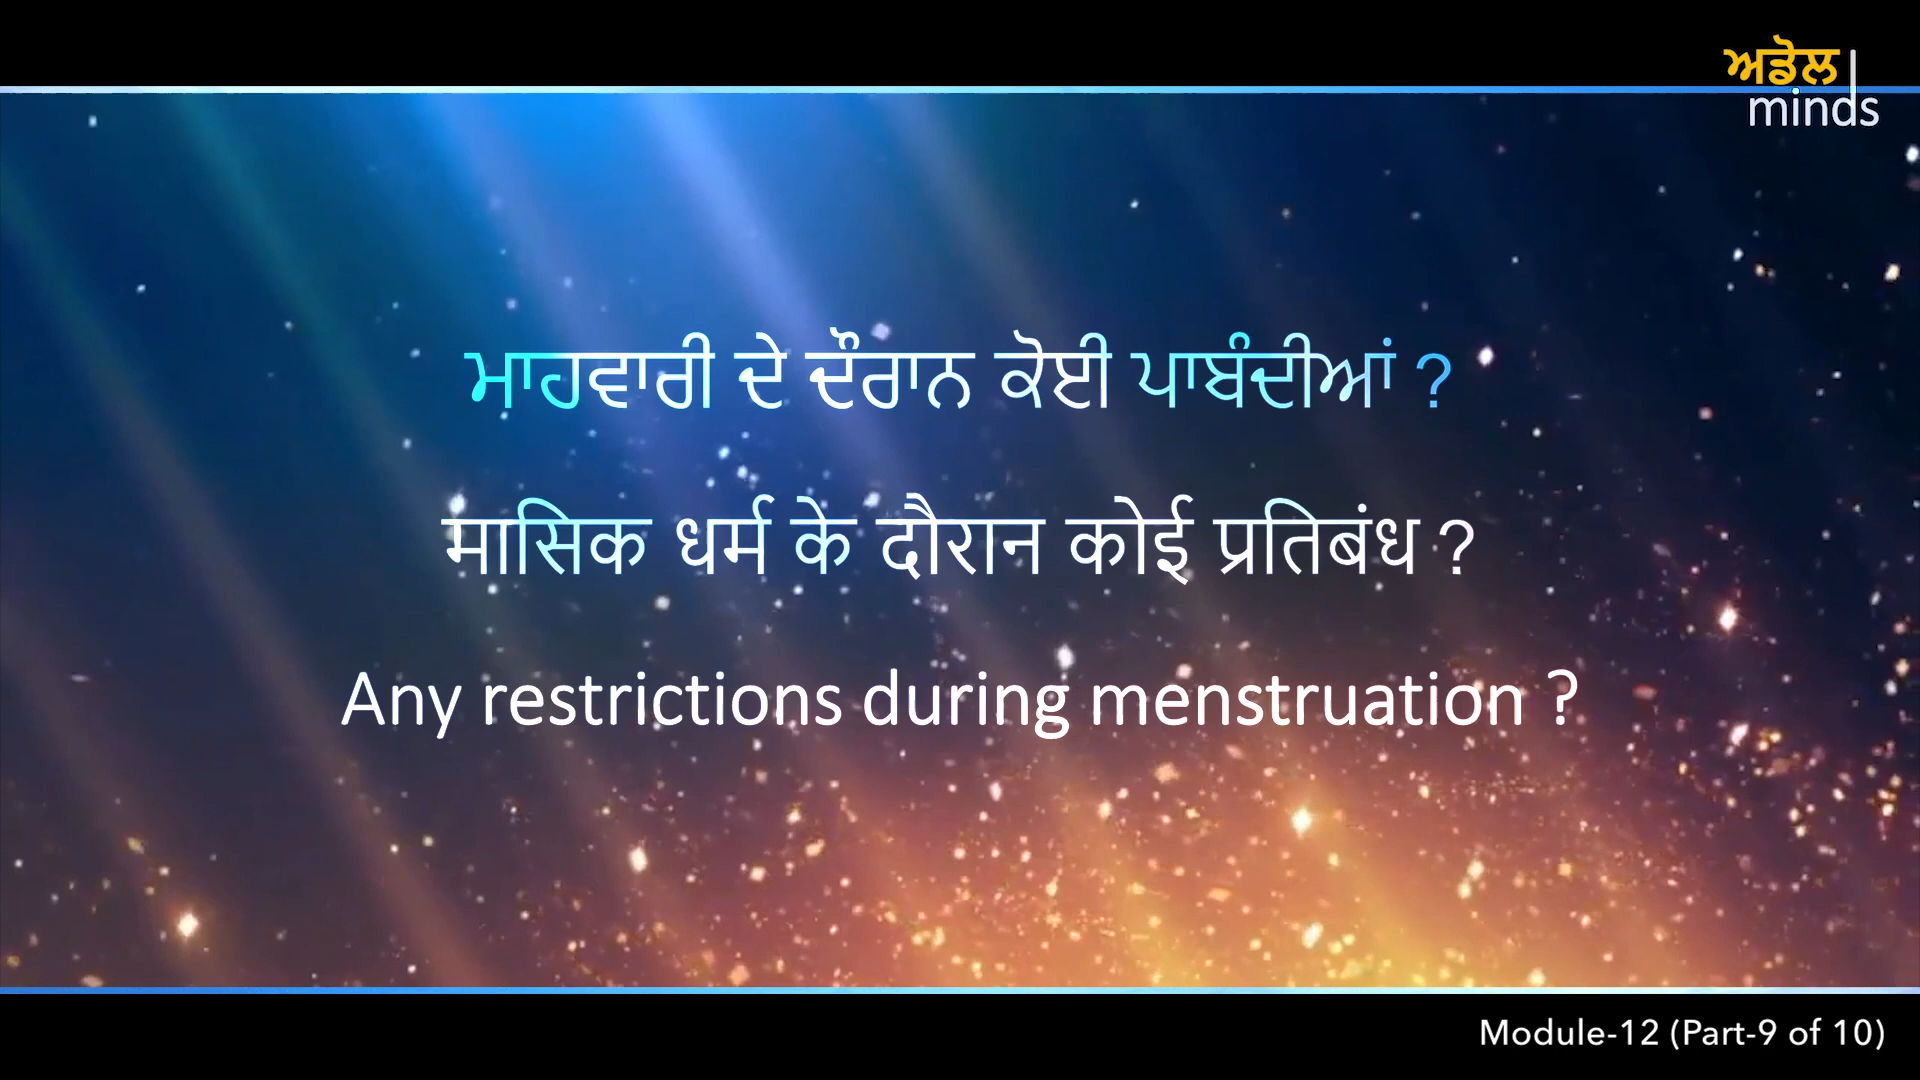 ਅਡੋਲ
minds
ਮਾਹਵਾਰੀ ਦੇ ਦੌਰਾਨ ਕੋਈ ਪਾਬੰਦੀਆਂ ?
मासिक धर्म के दौरान कोई प्रतिबंध ?
Any restrictions during menstruation ?
Module-12 (Part-9 of 10)